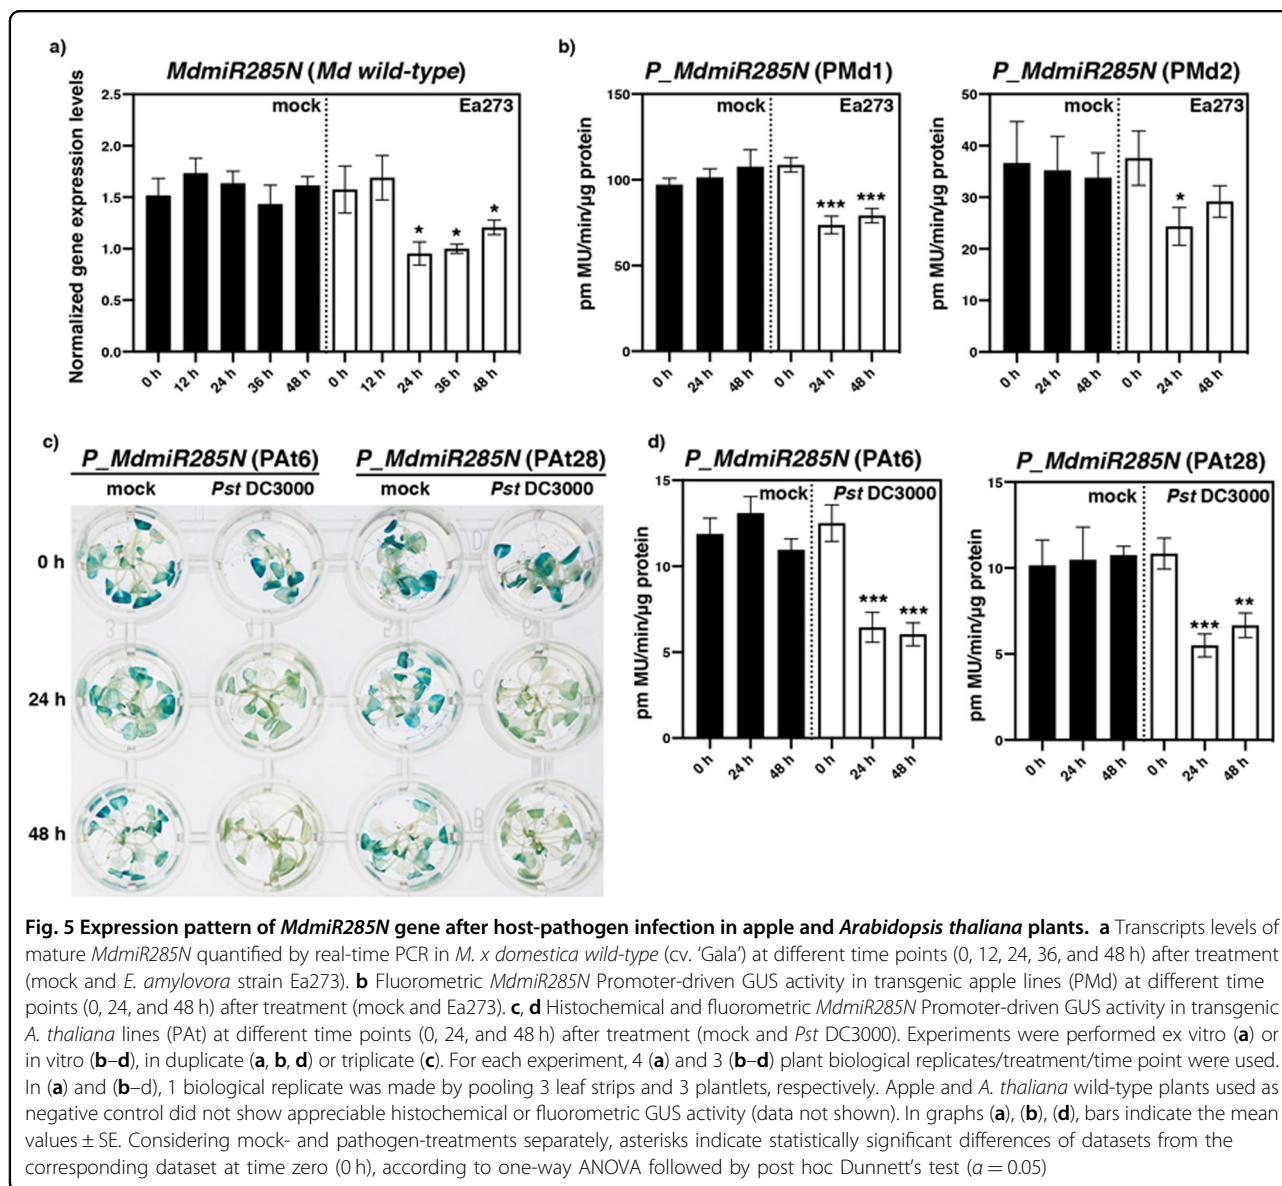 a)
MdmiR285N (Md wild-type)
Normalized gene expression levels
2.5
2.0
1.5
1.0
0.5
0.0
mock
Ea273
* * *
0 h 12 h 24 h 36 h 48 h 0 h 12 h 24 h 36 h 48 h
b)
P_MdmiR285N (PMd1)
pm MU/min/µg protein
150
100
50
0
mock
Ea273
*** ***
0 h 24 h 48 h 0 h 24 h 48 h
P_MdmiR285N (PMd2)
pm MU/min/µg protein
50
40
30
20
10
0
mock
Ea273
*
0 h 24 h 48 h 0 h 24 h 48 h
c)
P_MdmiR285N (PAt6) P_MdmiR285N (PAt28)
mock Pst DC3000 mock Pst DC3000
0 h
24 h
48 h
d)
P_MdmiR285N (PAt6)
pm MU/min/µg protein
15
10
5
0
mock
Pst DC3000
*** ***
0 h 24 h 48 h 0 h 24 h 48 h
P_MdmiR285N (PAt28)
pm MU/min/µg protein
15
10
5
0
mock
Pst DC3000
*** **
0 h 24 h 48 h 0 h 24 h 48 h
Fig. 5 Expression pattern of MdmiR285N gene after host-pathogen infection in apple and Arabidopsis thaliana plants. a Transcripts levels of
mature MdmiR285N quantified by real-time PCR in M. x domestica wild-type (cv. ‘Gala’) at different time points (0, 12, 24, 36, and 48 h) after treatment
(mock and E. amylovora strain Ea273). b Fluorometric MdmiR285N Promoter-driven GUS activity in transgenic apple lines (PMd) at different time
points (0, 24, and 48 h) after treatment (mock and Ea273). c, d Histochemical and fluorometric MdmiR285N Promoter-driven GUS activity in transgenic
A. thaliana lines (PAt) at different time points (0, 24, and 48 h) after treatment (mock and Pst DC3000). Experiments were performed ex vitro (a) or
in vitro (b–d), in duplicate (a, b, d) or triplicate (c). For each experiment, 4 (a) and 3 (b–d) plant biological replicates/treatment/time point were used.
In (a) and (b–d), 1 biological replicate was made by pooling 3 leaf strips and 3 plantlets, respectively. Apple and A. thaliana wild-type plants used as
negative control did not show appreciable histochemical or fluorometric GUS activity (data not shown). In graphs (a), (b), (d), bars indicate the mean
values ± SE. Considering mock- and pathogen-treatments separately, asterisks indicate statistically significant differences of datasets from the
corresponding dataset at time zero (0 h), according to one-way ANOVA followed by post hoc Dunnett’s test (α = 0.05)